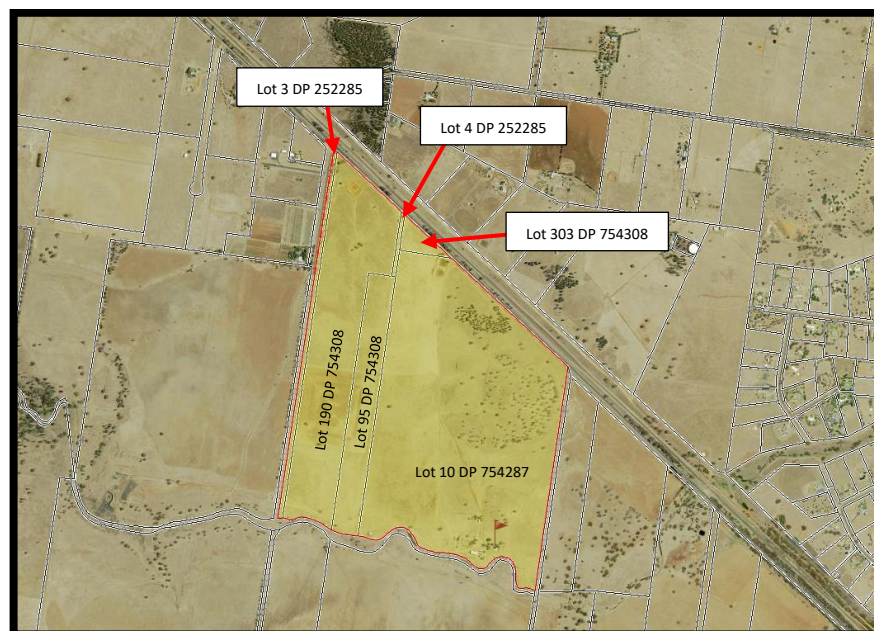 Lot 3 DP 252285
Lot 4 DP 252285
Lot 303 DP 754308
Lot 190 DP 754308
Lot 95 DP 754308
Lot 10 DP 754287